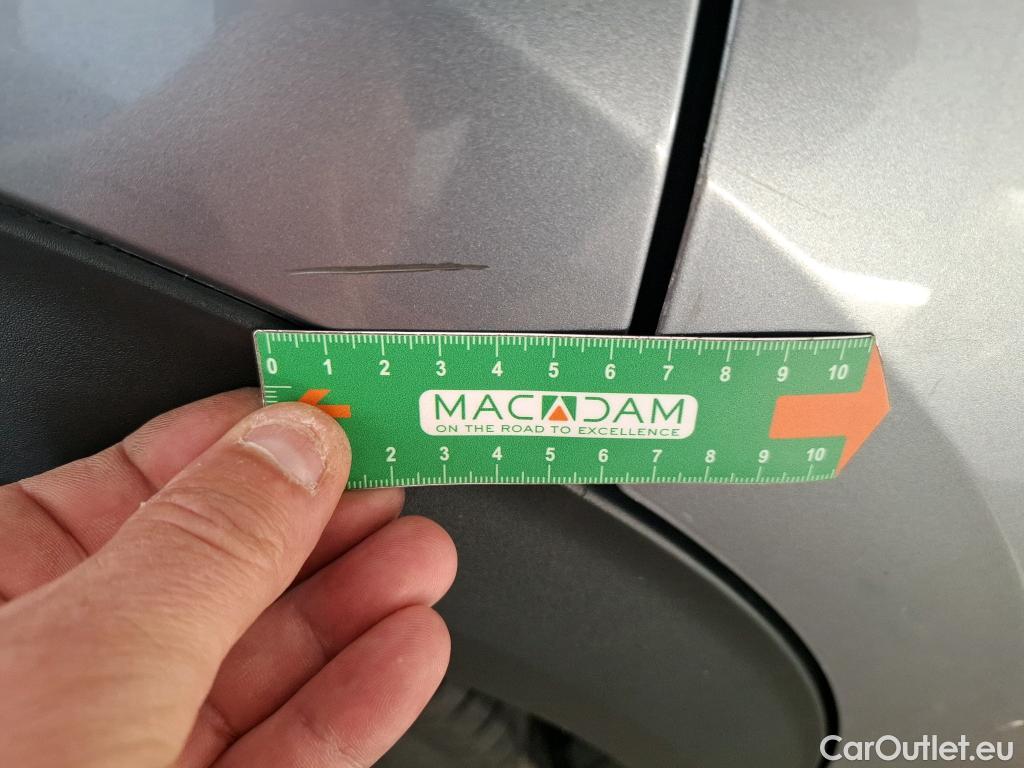 0 1 2 3 4 5 6 7 8 9 10
MACADAM
ON THE ROAD TO EXCELLENCE
2 3 4 5 6 7 8 9 10
CarOutlet.eu